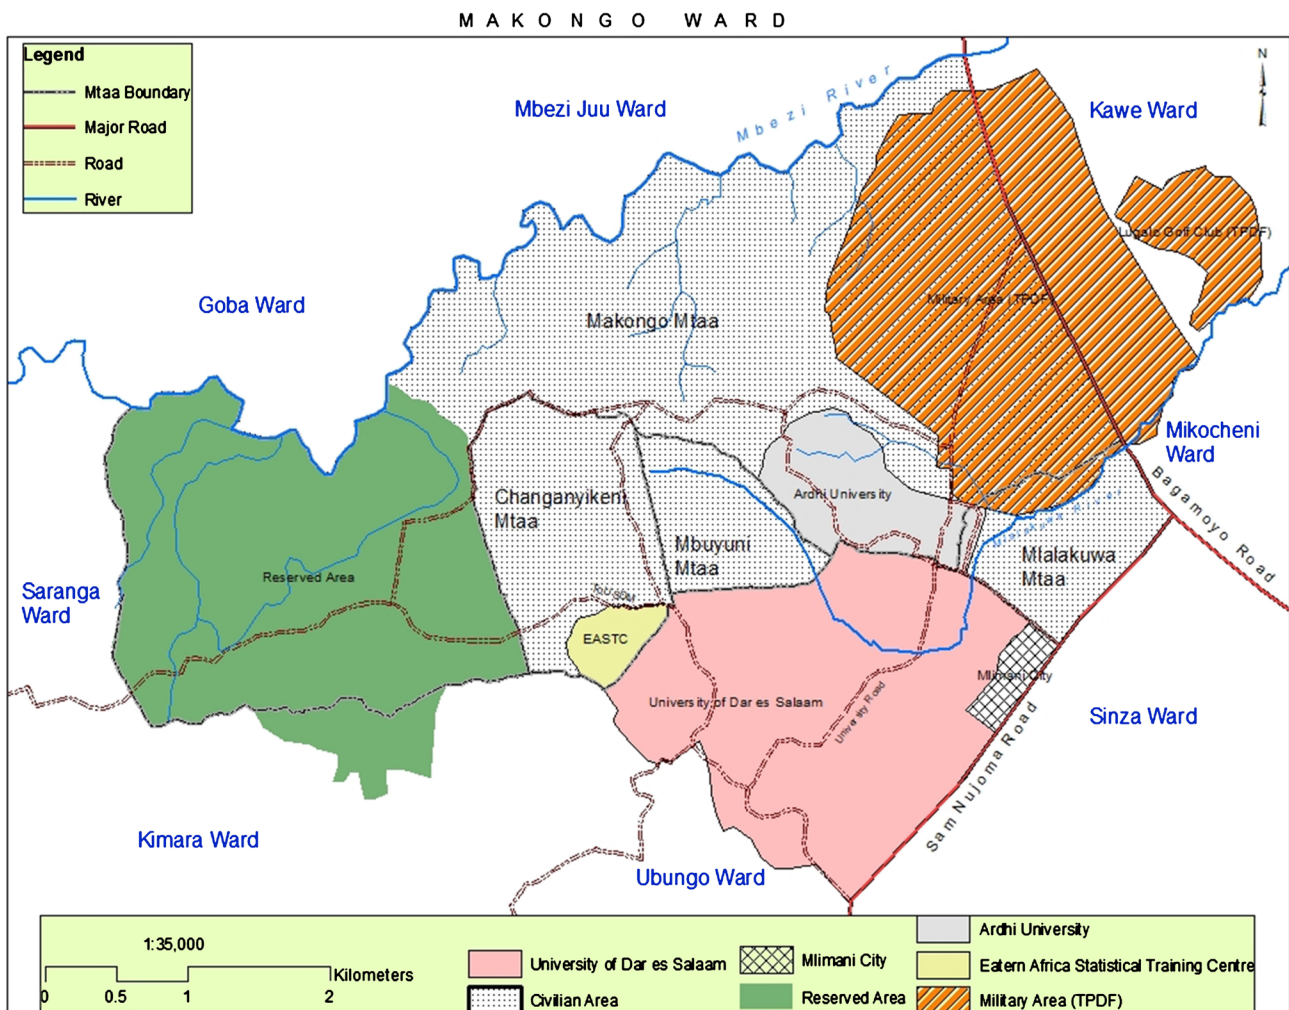 MAKONGO WARD
Legend
Mtaa Boundary
Major Road
Road
River
N
Mbezi Juu Ward
Mbezi River
Kawe Ward
Lugalo Golf Club (TPDF)
Goba Ward
Military Area (TPDF)
Makongo Mtaa
Mikocheni
Ward
Bagamoyo Road
Changanyikeni
Mtaa
Ardhi University
Mlalakuwa River
Mbuyuni
Mtaa
Mlalakuwa
Mtaa
Reserved Area
Saranga
Ward
To USDM
EASTC
Mlimani City
University of Dar es Salaam
University Road
Sinza Ward
Sam Nujoma Road
Kimara Ward
Ubungo Ward
1:35,000
Kilometers
0 0.5 1 2
University of Dar es Salaam
Civilian Area
Mlimani City
Reserved Area
Ardhi University
Eatern Africa Statistical Training Centre
Military Area (TPDF)